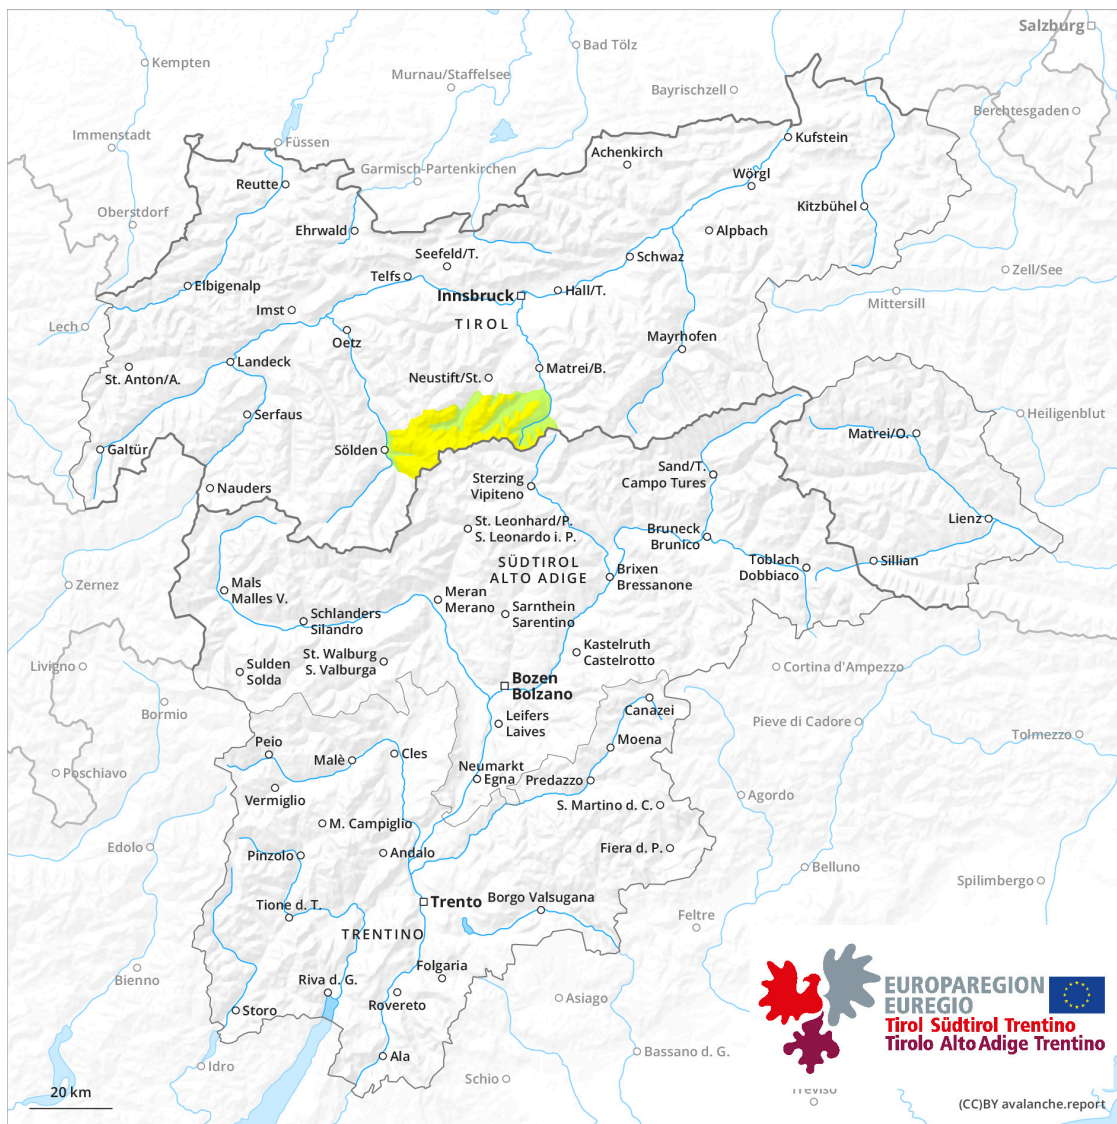 Salzburg
Bad Tölz
Kempten
Murnau/Staffelsee
Bayrischzell
Berchtesgaden
Immenstadt
Füssen
Kufstein
Achenkirch
Garmisch-Partenkirchen
Wörgl
Reutte
Oberstdorf
Kitzbühel
Ehrwald
Alpbach
Seefeld/T.
Schwaz
Telfs
Zell/See
Elbigenalp
Innsbruck
Hall/T.
Mittersill
Imst
TIROL
Lech
Oetz
Mayrhofen
Landeck
Matrei/B.
St. Anton/A.
Neustift/St.
Serfaus
Heiligenblut
Matrei/O.
Galtür
Sölden
Sand/T.
Campo Tures
Sterzing
Vipiteno
Nauders
Lienz
St. Leonhard/P.
S. Leonardo i. P.
Bruneck
Brunico
SÜDTIROL
ALTO ADIGE
Toblach
Dobbiaco
Sillian
Brixen
Bressanone
Zernez
Mals
Malles V.
Meran
Merano
Sarnthein
Sarentino
Schlanders
Silandro
Kastelruth
Castelrotto
St. Walburg
S. Valburga
Livigno
Sulden
Solda
Cortina d'Ampezzo
Bozen
Bolzano
Bormio
Canazei
Leifers
Laives
Pieve di Cadore
Tolmezzo
Peio
Moena
Cles
Malè
Poschiavo
Neumarkt
Egna
Predazzo
Vermiglio
Agordo
S. Martino d. C.
M. Campiglio
Edolo
Pinzolo
Andalo
Fiera d. P.
Belluno
Spilimbergo
Trento
Borgo Valsugana
Tione d. T.
Feltre
TRENTINO
Folgaria
Bienno
Riva d. G.
Rovereto
Asiago
Storo
EUROPAREGION
EUREGIO
Tirol Südtirol Trentino
Tirolo Alto Adige Trentino
Ala
Bassano d. G.
Idro
Schio
Treviso
20 km
(CC)BY avalanche.report